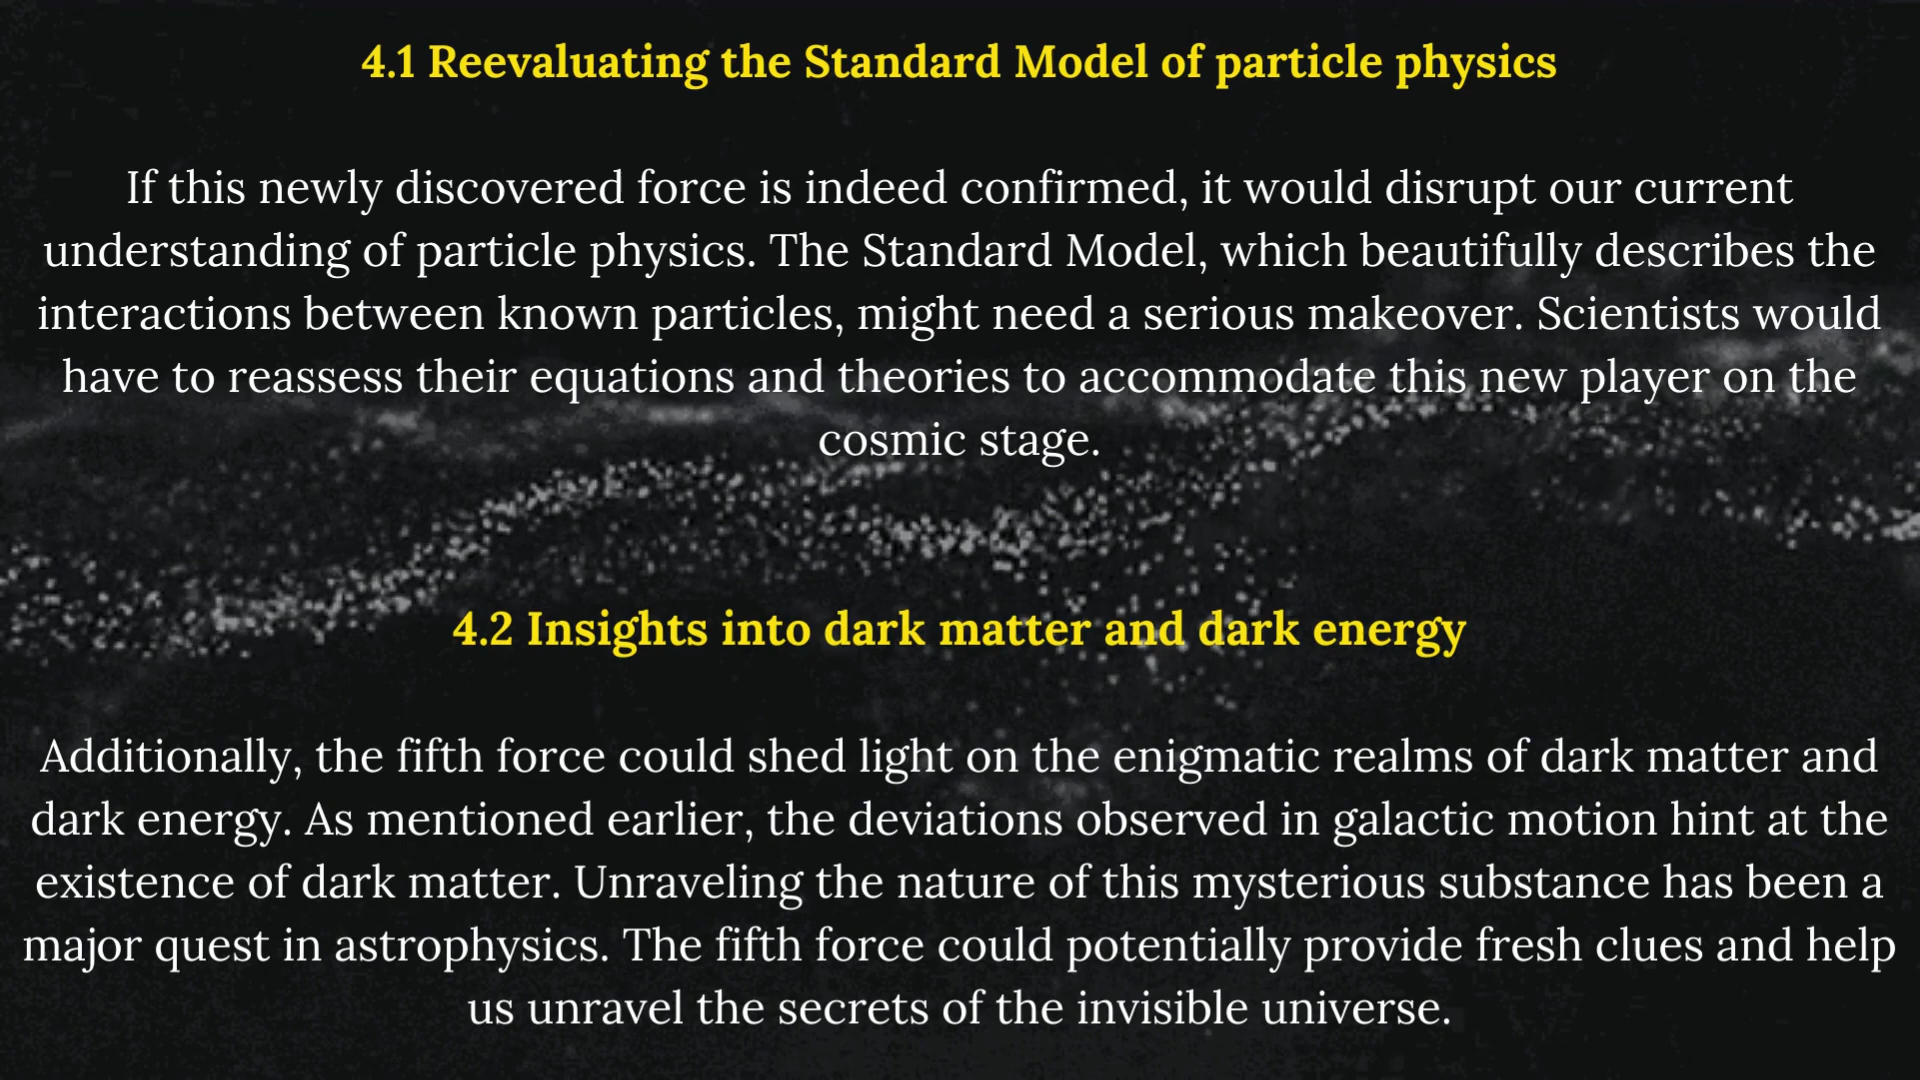 4.1 Reevaluating the Standard Model of particle physics
If this newly discovered force is indeed confirmed, it would disrupt our current
understanding of particle physics. The Standard Model, which beautifully describes the
interactions between known particles, might need a serious makeover. Scientists would
have to reassess their equations and theories to accommodate this new player on the
cosmic stage.
4.2 Insights into dark matter and dark energy
Additionally, the fifth force could shed light on the enigmatic realms of dark matter and
dark energy. As mentioned earlier, the deviations observed in galactic motion hint at the
existence of dark matter. Unraveling the nature of this mysterious substance has been a
major quest in astrophysics. The fifth force could potentially provide fresh clues and help
us unravel the secrets of the invisible universe.